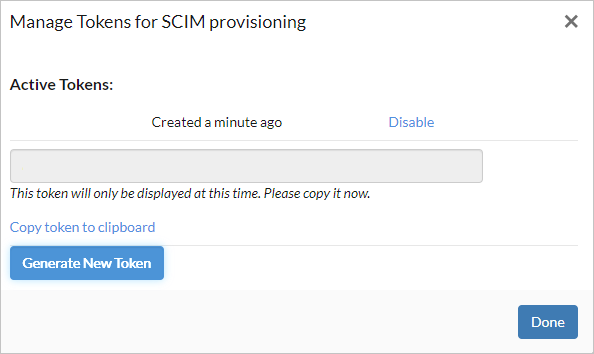 Manage Tokens for SCIM provisioning
Active Tokens:
Created a minute ago Disable
This token will only be displayed at this time. Please copy it now.
Copy token to clipboard
Generate New Token
Done